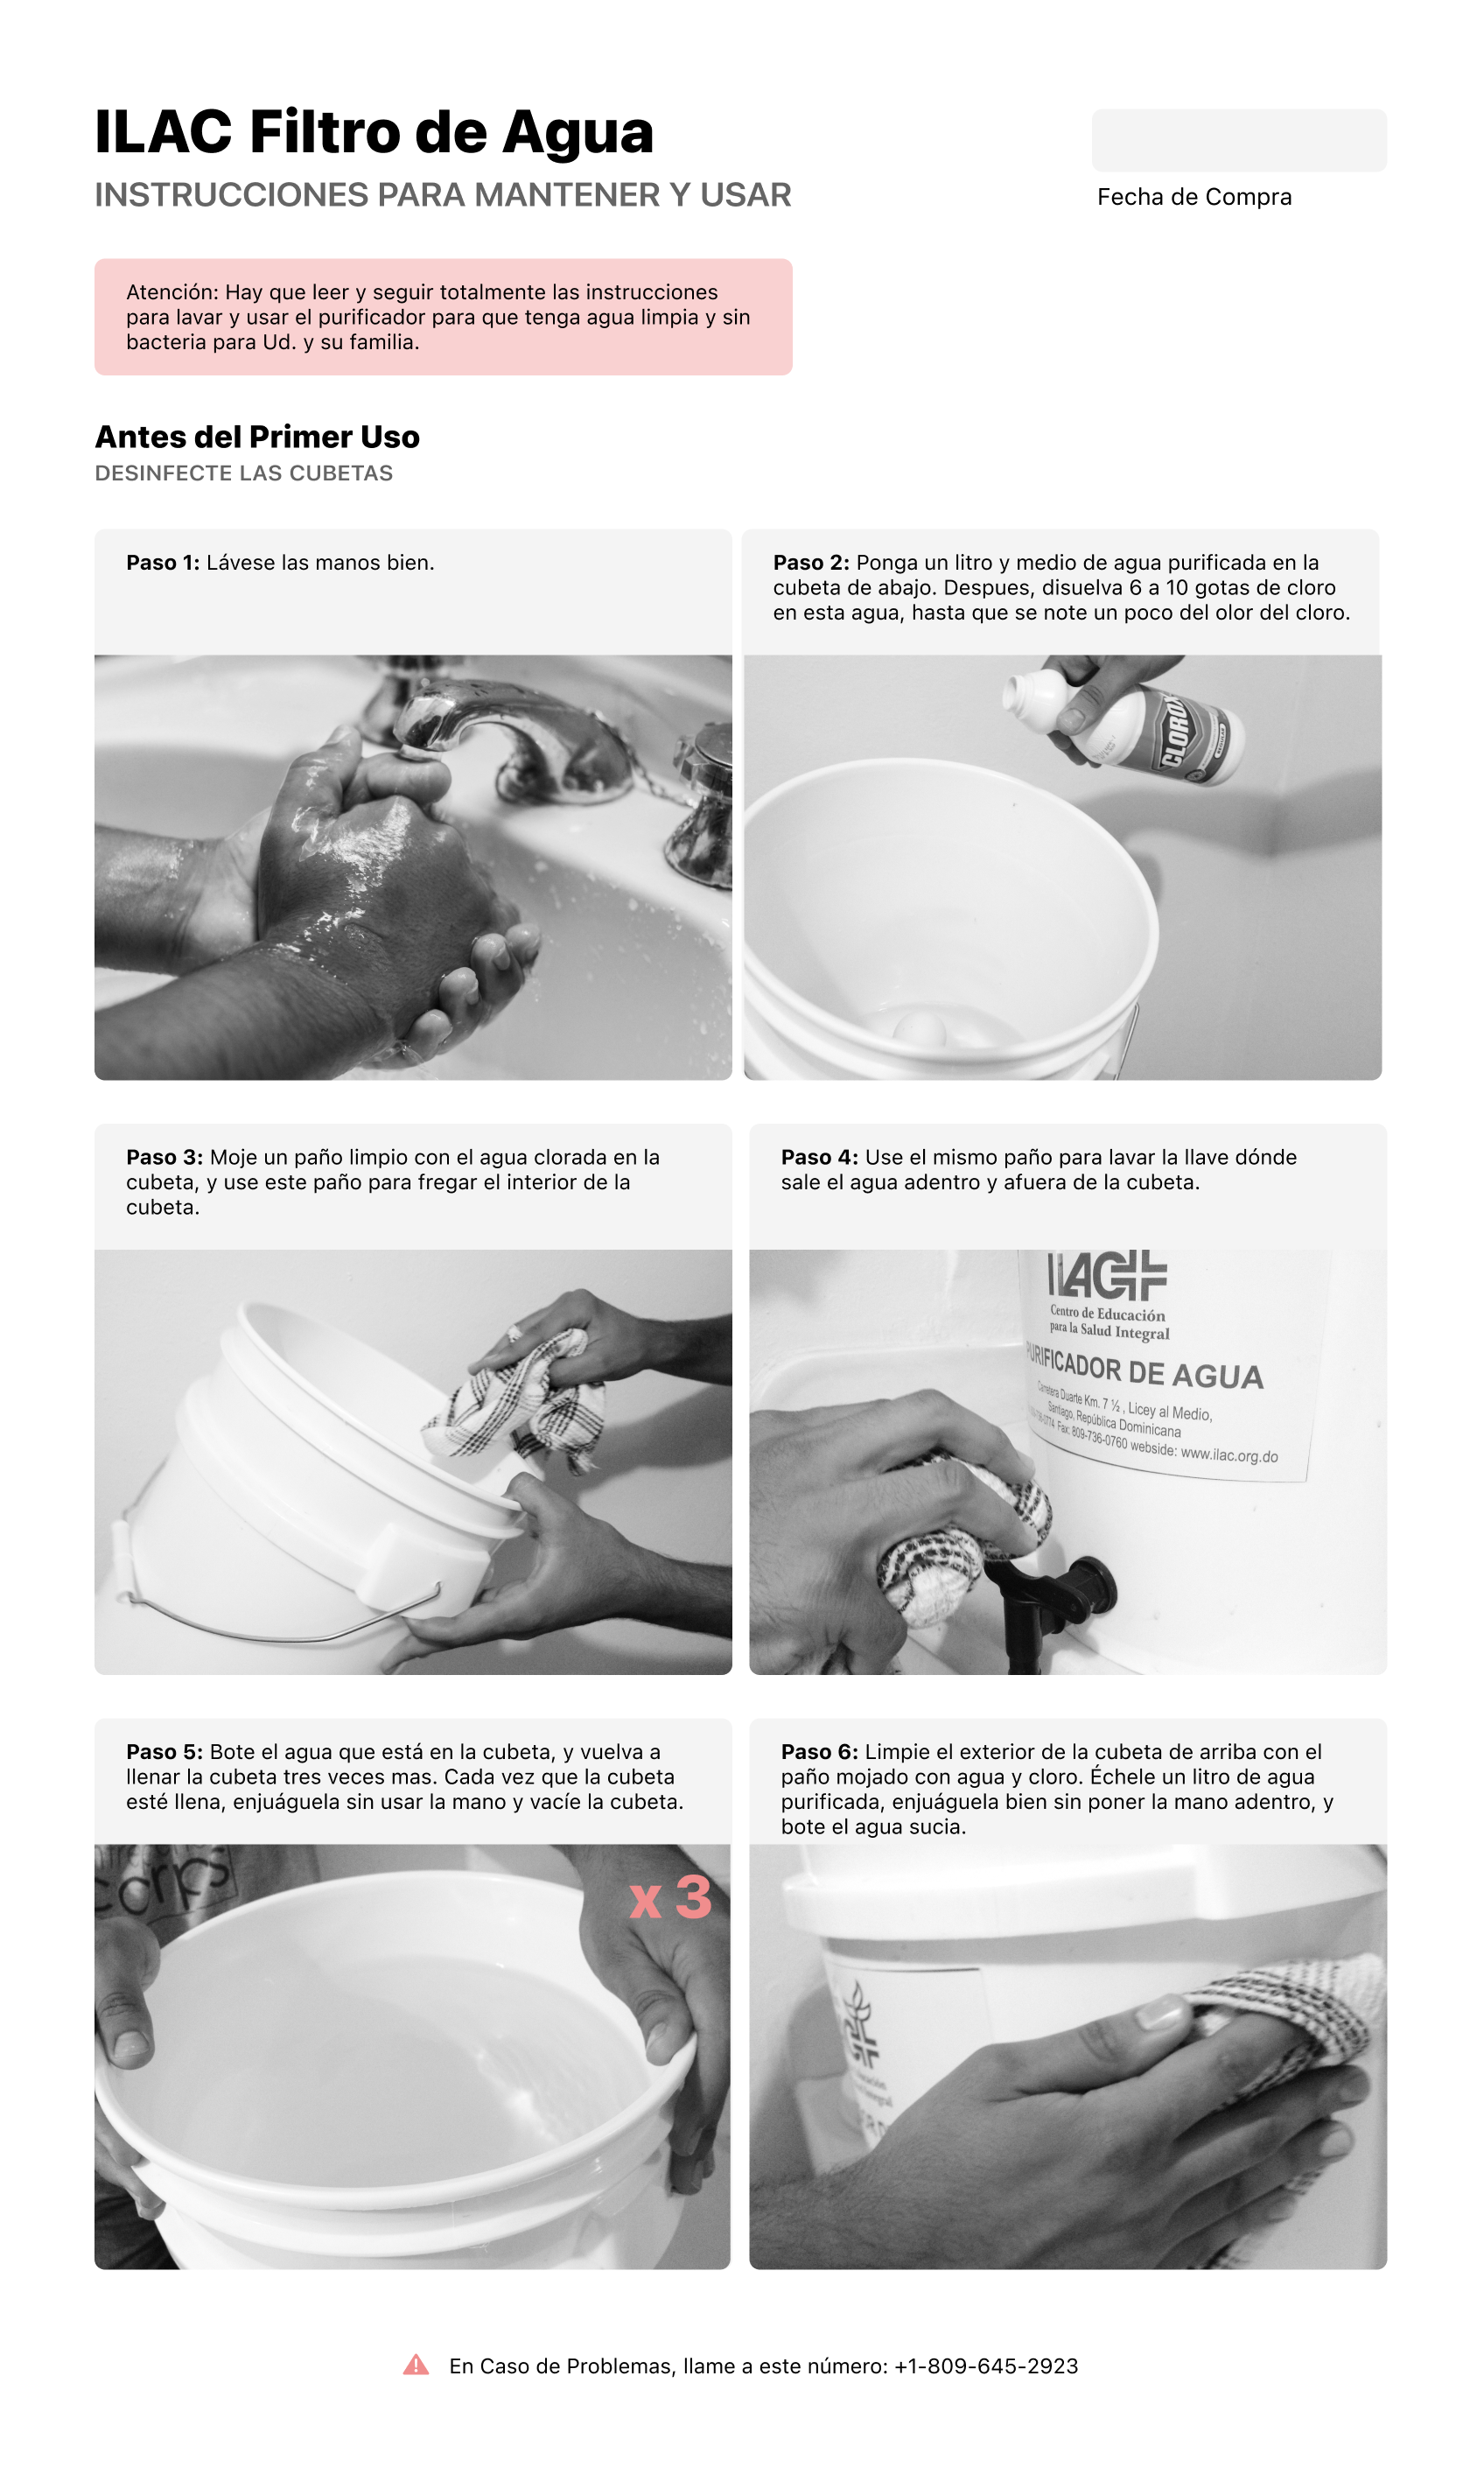 ILAC Filtro de Agua
INSTRUCCIONES PARA MANTENER Y USAR
Fecha de Compra
Atención: Hay que leer y seguir totalmente las instrucciones
para lavar y usar el purificador para que tenga agua limpia y sin
bacteria para Ud. y su familia.
Antes del Primer Uso
DESINFECTE LAS CUBETAS
Paso 1: Lávese las manos bien.
Paso 2: Ponga un litro y medio de agua purificada en la
cubeta de abajo. Despues, disuelva 6 a 10 gotas de cloro
en esta agua, hasta que se note un poco del olor del cloro.
CLOROX
Paso 3: Moje un paño limpio con el agua clorada en la
cubeta, y use este paño para fregar el interior de la
cubeta.
Paso 4: Use el mismo paño para lavar la llave dónde
sale el agua adentro y afuera de la cubeta.
ILAC
Centro de Educación
para la Salud Integral
PURIFICADOR DE AGUA
Carretera Duarte Km. 7 ½ , Licey al Medio,
Santiago, República Dominicana
Fax: 809-736-0760 webside: www.ilac.org.do
Paso 5: Bote el agua que está en la cubeta, y vuelva a
llenar la cubeta tres veces mas. Cada vez que la cubeta
esté llena, enjuáguela sin usar la mano y vacíe la cubeta.
corps
x 3
Paso 6: Limpie el exterior de la cubeta de arriba con el
paño mojado con agua y cloro. Échele un litro de agua
purificada, enjuáguela bien sin poner la mano adentro, y
bote el agua sucia.
En Caso de Problemas, llame a este número: +1-809-645-2923